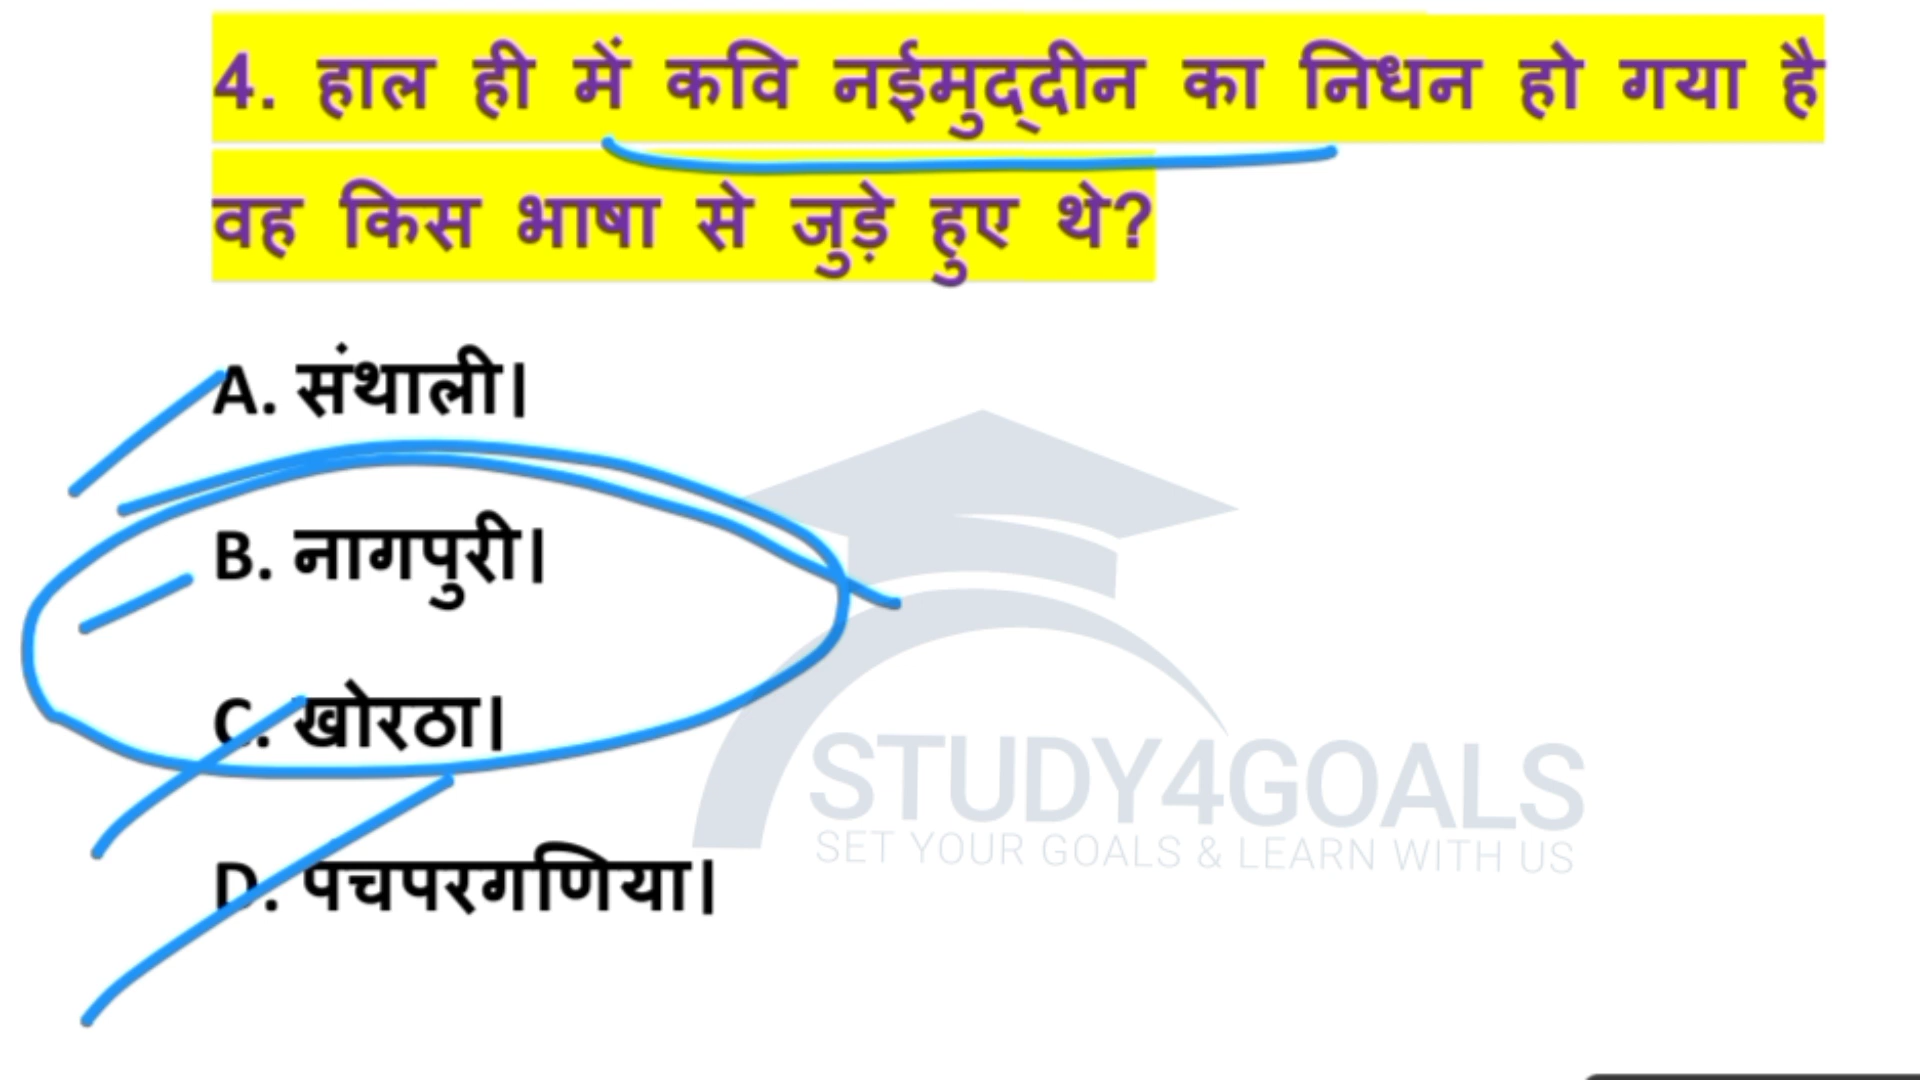 4. हाल ही में कवि नईमुद्दीन का निधन हो गया है
वह किस भाषा से जुड़े हुए थे?
A. संथाली।
B. नागपुरी।
C. खोरठा।
D. पचपरगणिया।
STUDY4GOALS
SET YOUR GOALS & LEARN WITH US